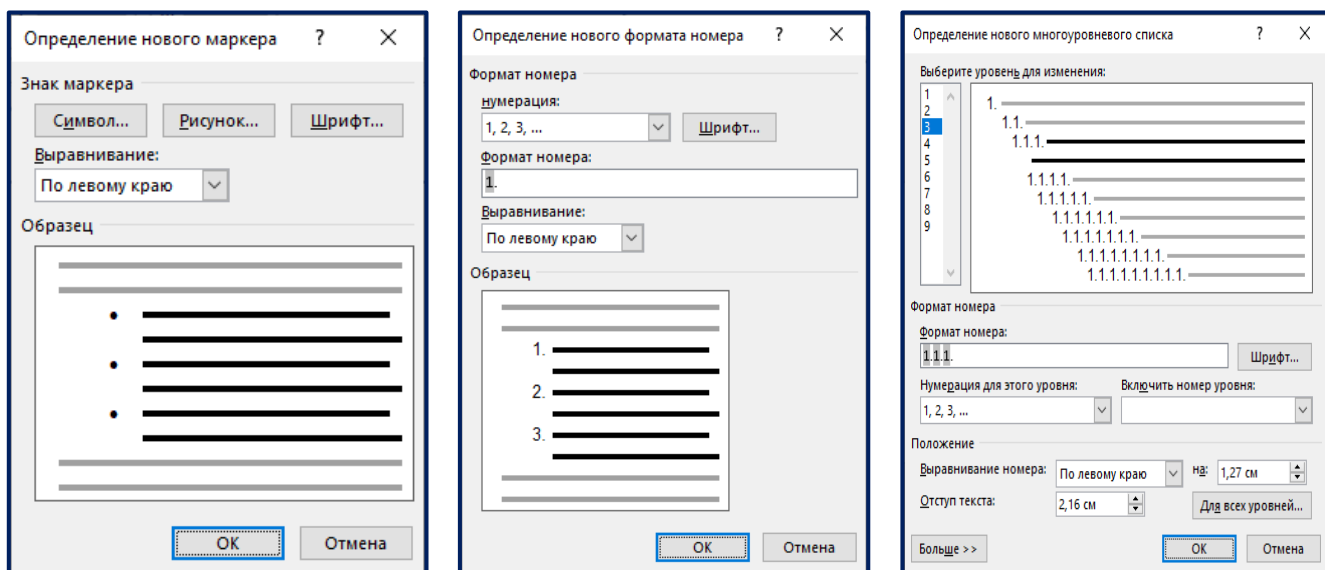 Определение нового маркера ? ×
Знак маркера
Символ... Рисунок... Шрифт...
Выравнивание:
По левому краю
Образец
ОК Отмена
Определение нового формата номера ? ×
Формат номера
нумерация:
1, 2, 3, ... Шрифт...
Формат номера:
1.
Выравнивание:
По левому краю
Образец
1.
2.
3.
ОК Отмена
Определение нового многоуровневого списка ? ×
Выберите уровень для изменения:
1
2
3
4
5
6
7
8
9
1.
1.1.
1.1.1.
1.1.1.1.
1.1.1.1.1.
1.1.1.1.1.1.
1.1.1.1.1.1.1.
1.1.1.1.1.1.1.1.
1.1.1.1.1.1.1.1.1.
Формат номера
Формат номера:
1.1.1. Шрифт...
Нумерация для этого уровня: Включить номер уровня:
1, 2, 3, ...
Положение
Выравнивание номера: По левому краю на: 1,27 см
Отступ текста: 2,16 см Для всех уровней...
Больше >> ОК Отмена